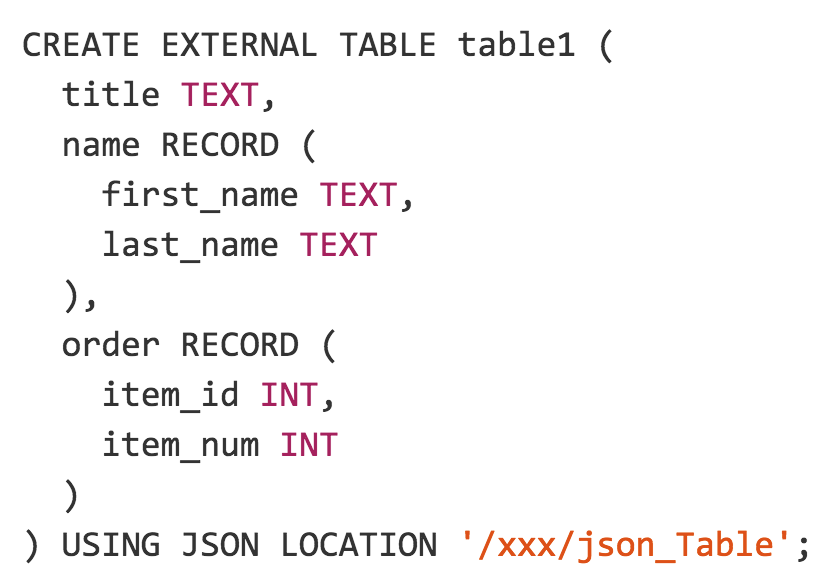 CREATE EXTERNAL TABLE table1 (
  title TEXT,
  name RECORD (
    first_name TEXT,
    last_name TEXT
  ),
  order RECORD (
    item_id INT,
    item_num INT
  )
) USING JSON LOCATION '/xxx/json_Table';